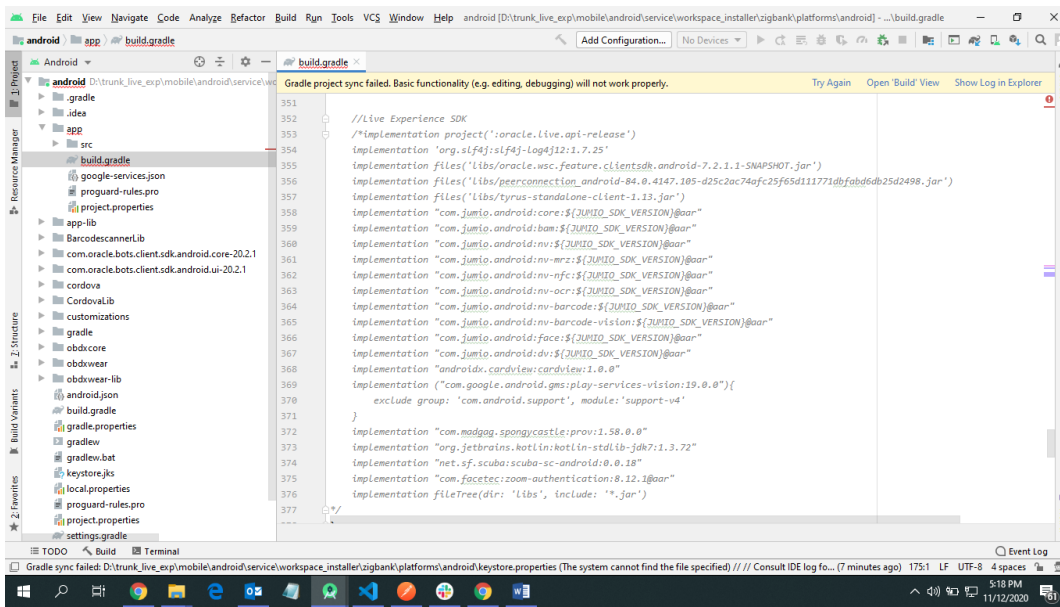 File Edit View Navigate Code Analyze Refactor Build Run Tools VCS Window Help android [D:\trunk_live_exp\mobile\android\service\workspace_installer\zigbank\platforms\android] - ...\build.gradle
android app build.gradle
Add Configuration... No Devices
Android
build.gradle
1: Project
Resource Manager
7: Structure
Build Variants
2: Favorites
android D:\trunk_live_exp\mobile\android\service\wo
.gradle
.idea
app
src
build.gradle
google-services.json
proguard-rules.pro
project.properties
app-lib
BarcodescannerLib
com.oracle.bots.client.sdk.android.core-20.2.1
com.oracle.bots.client.sdk.android.ui-20.2.1
cordova
CordovaLib
customizations
gradle
obdxcore
obdxwear
obdxwear-lib
android.json
build.gradle
gradle.properties
gradlew
gradlew.bat
keystore.jks
local.properties
proguard-rules.pro
project.properties
settings.gradle
Gradle project sync failed. Basic functionality (e.g. editing, debugging) will not work properly. Try Again Open 'Build' View Show Log in Explorer
351
352 //Live Experience SDK
353 /*implementation project(':oracle.live.api-release')
354 implementation 'org.slf4j:slf4j-log4j12:1.7.25'
355 implementation files('libs/oracle.wsc.feature.clientsdk.android-7.2.1.1-SNAPSHOT.jar')
356 implementation files('libs/peerconnection_android-84.0.4147.105-d25c2ac74afc25f65d111771dbfabd6db25d2498.jar')
357 implementation files('libs/tyrus-standalone-client-1.13.jar')
358 implementation "com.jumio.android:core:${JUMIO_SDK_VERSION}@aar"
359 implementation "com.jumio.android:bam:${JUMIO_SDK_VERSION}@aar"
360 implementation "com.jumio.android:nv:${JUMIO_SDK_VERSION}@aar"
361 implementation "com.jumio.android:nv-mrz:${JUMIO_SDK_VERSION}@aar"
362 implementation "com.jumio.android:nv-nfc:${JUMIO_SDK_VERSION}@aar"
363 implementation "com.jumio.android:nv-ocr:${JUMIO_SDK_VERSION}@aar"
364 implementation "com.jumio.android:nv-barcode:${JUMIO_SDK_VERSION}@aar"
365 implementation "com.jumio.android:nv-barcode-vision:${JUMIO_SDK_VERSION}@aar"
366 implementation "com.jumio.android:face:${JUMIO_SDK_VERSION}@aar"
367 implementation "com.jumio.android:dv:${JUMIO_SDK_VERSION}@aar"
368 implementation "androidx.cardview:cardview:1.0.0"
369 implementation ("com.google.android.gms:play-services-vision:19.0.0"){
370 exclude group: 'com.android.support', module:'support-v4'
371 }
372 implementation "com.madgag.spongycastle:prov:1.58.0.0"
373 implementation "org.jetbrains.kotlin:kotlin-stdlib-jdk7:1.3.72"
374 implementation "net.sf.scuba:scuba-sc-android:0.0.18"
375 implementation "com.facetec:zoom-authentication:8.12.1@aar"
376 implementation fileTree(dir: 'libs', include: '*.jar')
377 */
TODO Build Terminal Event Log
Gradle sync failed: D:\trunk_live_exp\mobile\android\service\workspace_installer\zigbank\platforms\android\keystore.properties (The system cannot find the file specified) // // Consult IDE log fo... (7 minutes ago) 175:1 LF UTF-8 4 spaces
5:18 PM
11/12/2020